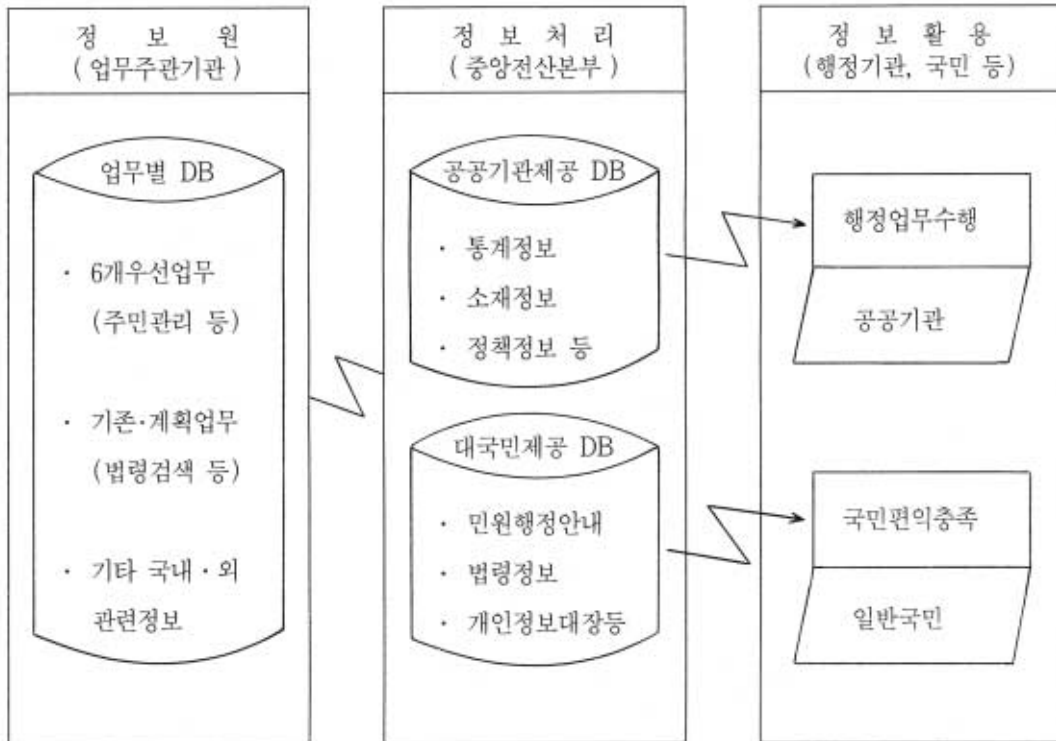 정 보 원
( 업무주관기관 )
업무별 DB
· 6개우선업무
(주민관리 등)
· 기존·계획업무
(법령검색 등)
· 기타 국내 · 외
관련정보
정 보 처 리
( 중앙전산본부 )
공공기관제공 DB
· 통계정보
· 소재정보
· 정책정보 등
대국민제공 DB
· 민원행정안내
· 법령정보
· 개인정보대장등
정 보 활 용
(행정기관, 국민 등)
행정업무수행
공공기관
국민편의충족
일반국민